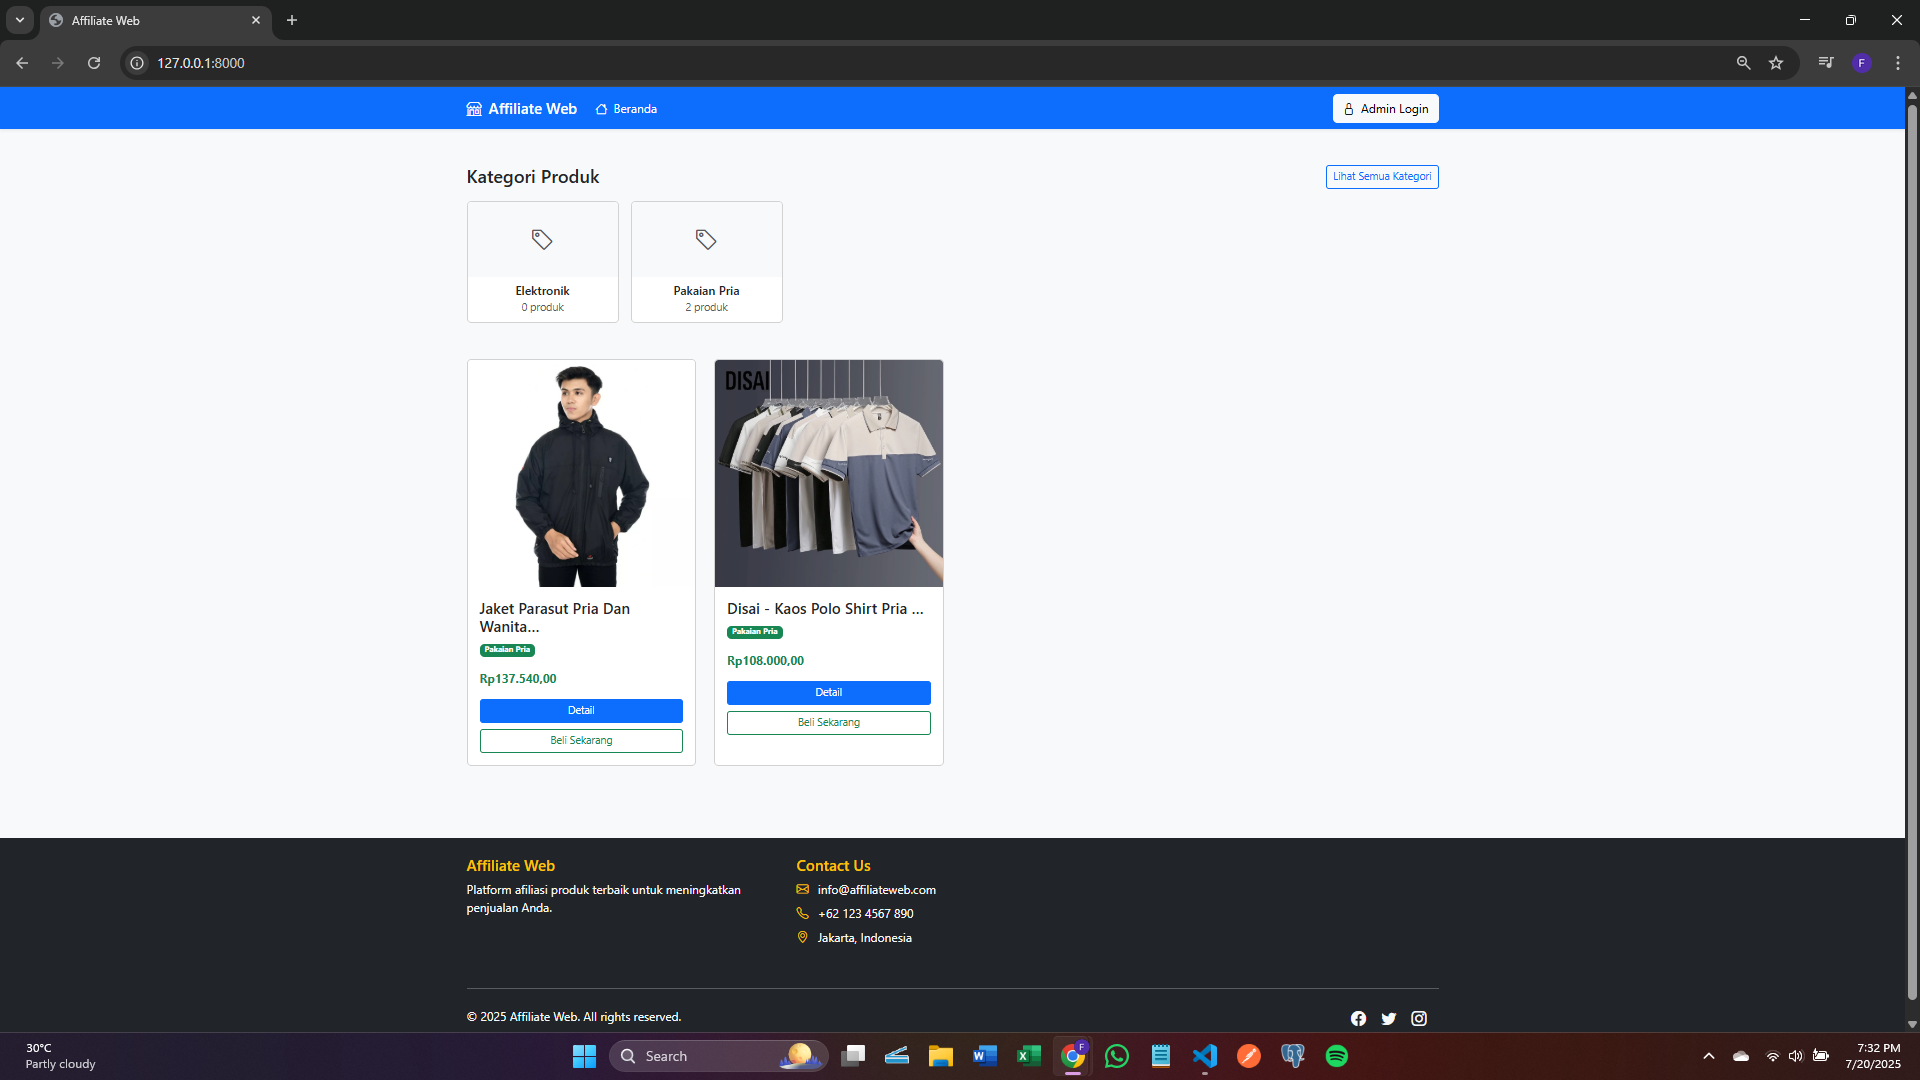 Affiliate Web
127.0.0.1:8000
F
Affiliate Web
Beranda
Admin Login
Kategori Produk
Lihat Semua Kategori
Elektronik
0 produk
Pakaian Pria
2 produk
DISAI
Jaket Parasut Pria Dan
Wanita...
Pakaian Pria
Rp137.540,00
Detail
Beli Sekarang
Disai - Kaos Polo Shirt Pria ...
Pakaian Pria
Rp108.000,00
Detail
Beli Sekarang
Affiliate Web
Platform afiliasi produk terbaik untuk meningkatkan
penjualan Anda.
Contact Us
info@affiliateweb.com
+62 123 4567 890
Jakarta, Indonesia
© 2025 Affiliate Web. All rights reserved.
30°C
Partly cloudy
Search
F
7:32 PM
7/20/2025